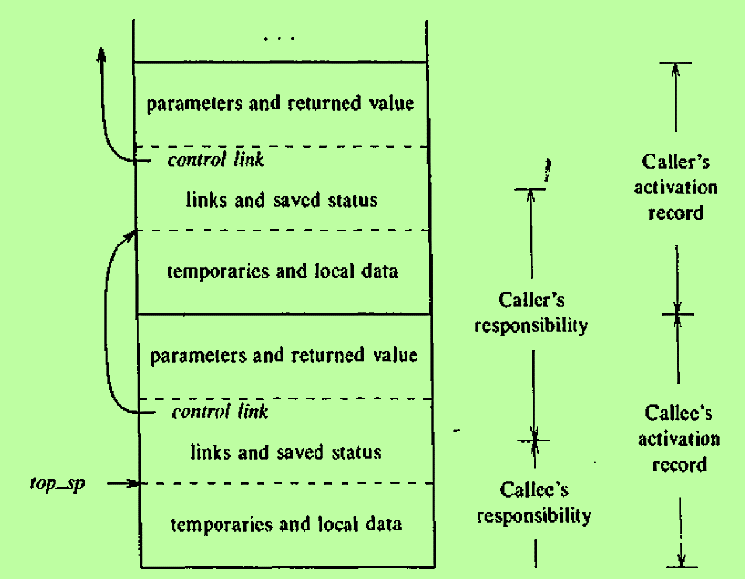 . . .
parameters and returned value
control link
links and saved status
temporaries and local data
parameters and returned value
control link
links and saved status
top_sp
temporaries and local data
Caller's
responsibility
Callee's
responsibility
Caller's
activation
record
Callee's
activation
record